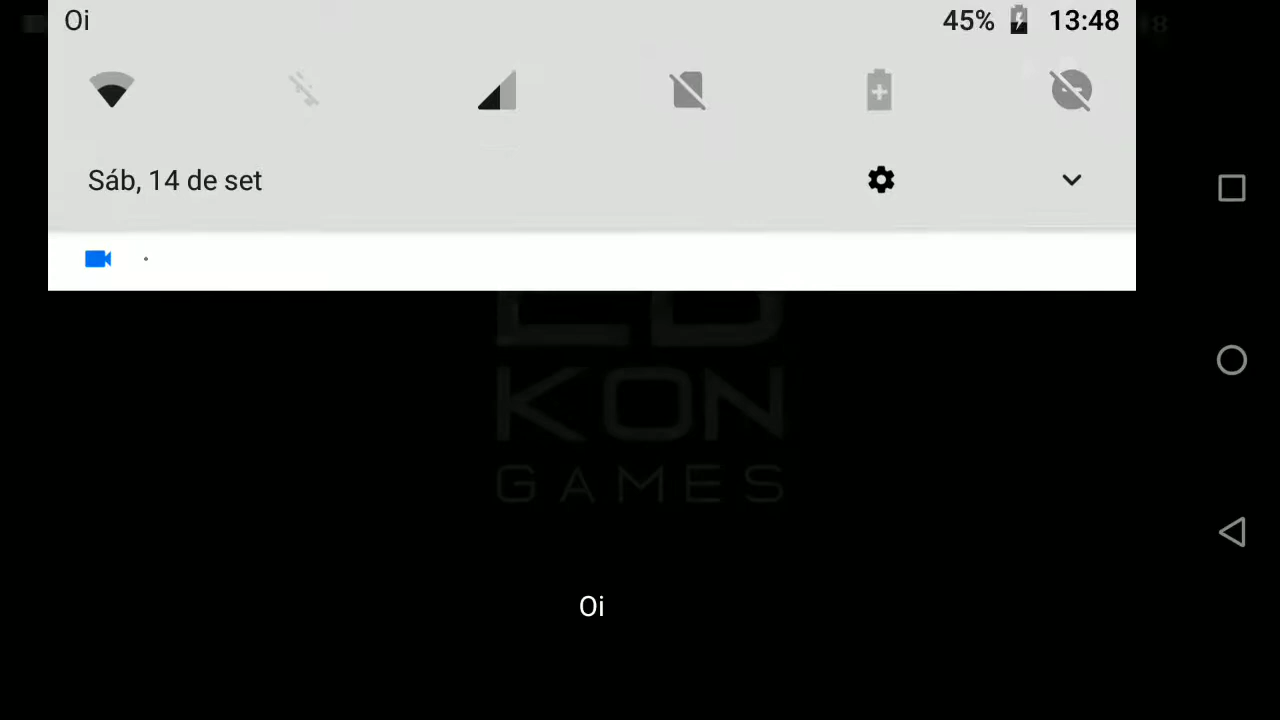 Oi
45%
13:48
Sáb, 14 de set
KON
GAMES
Oi